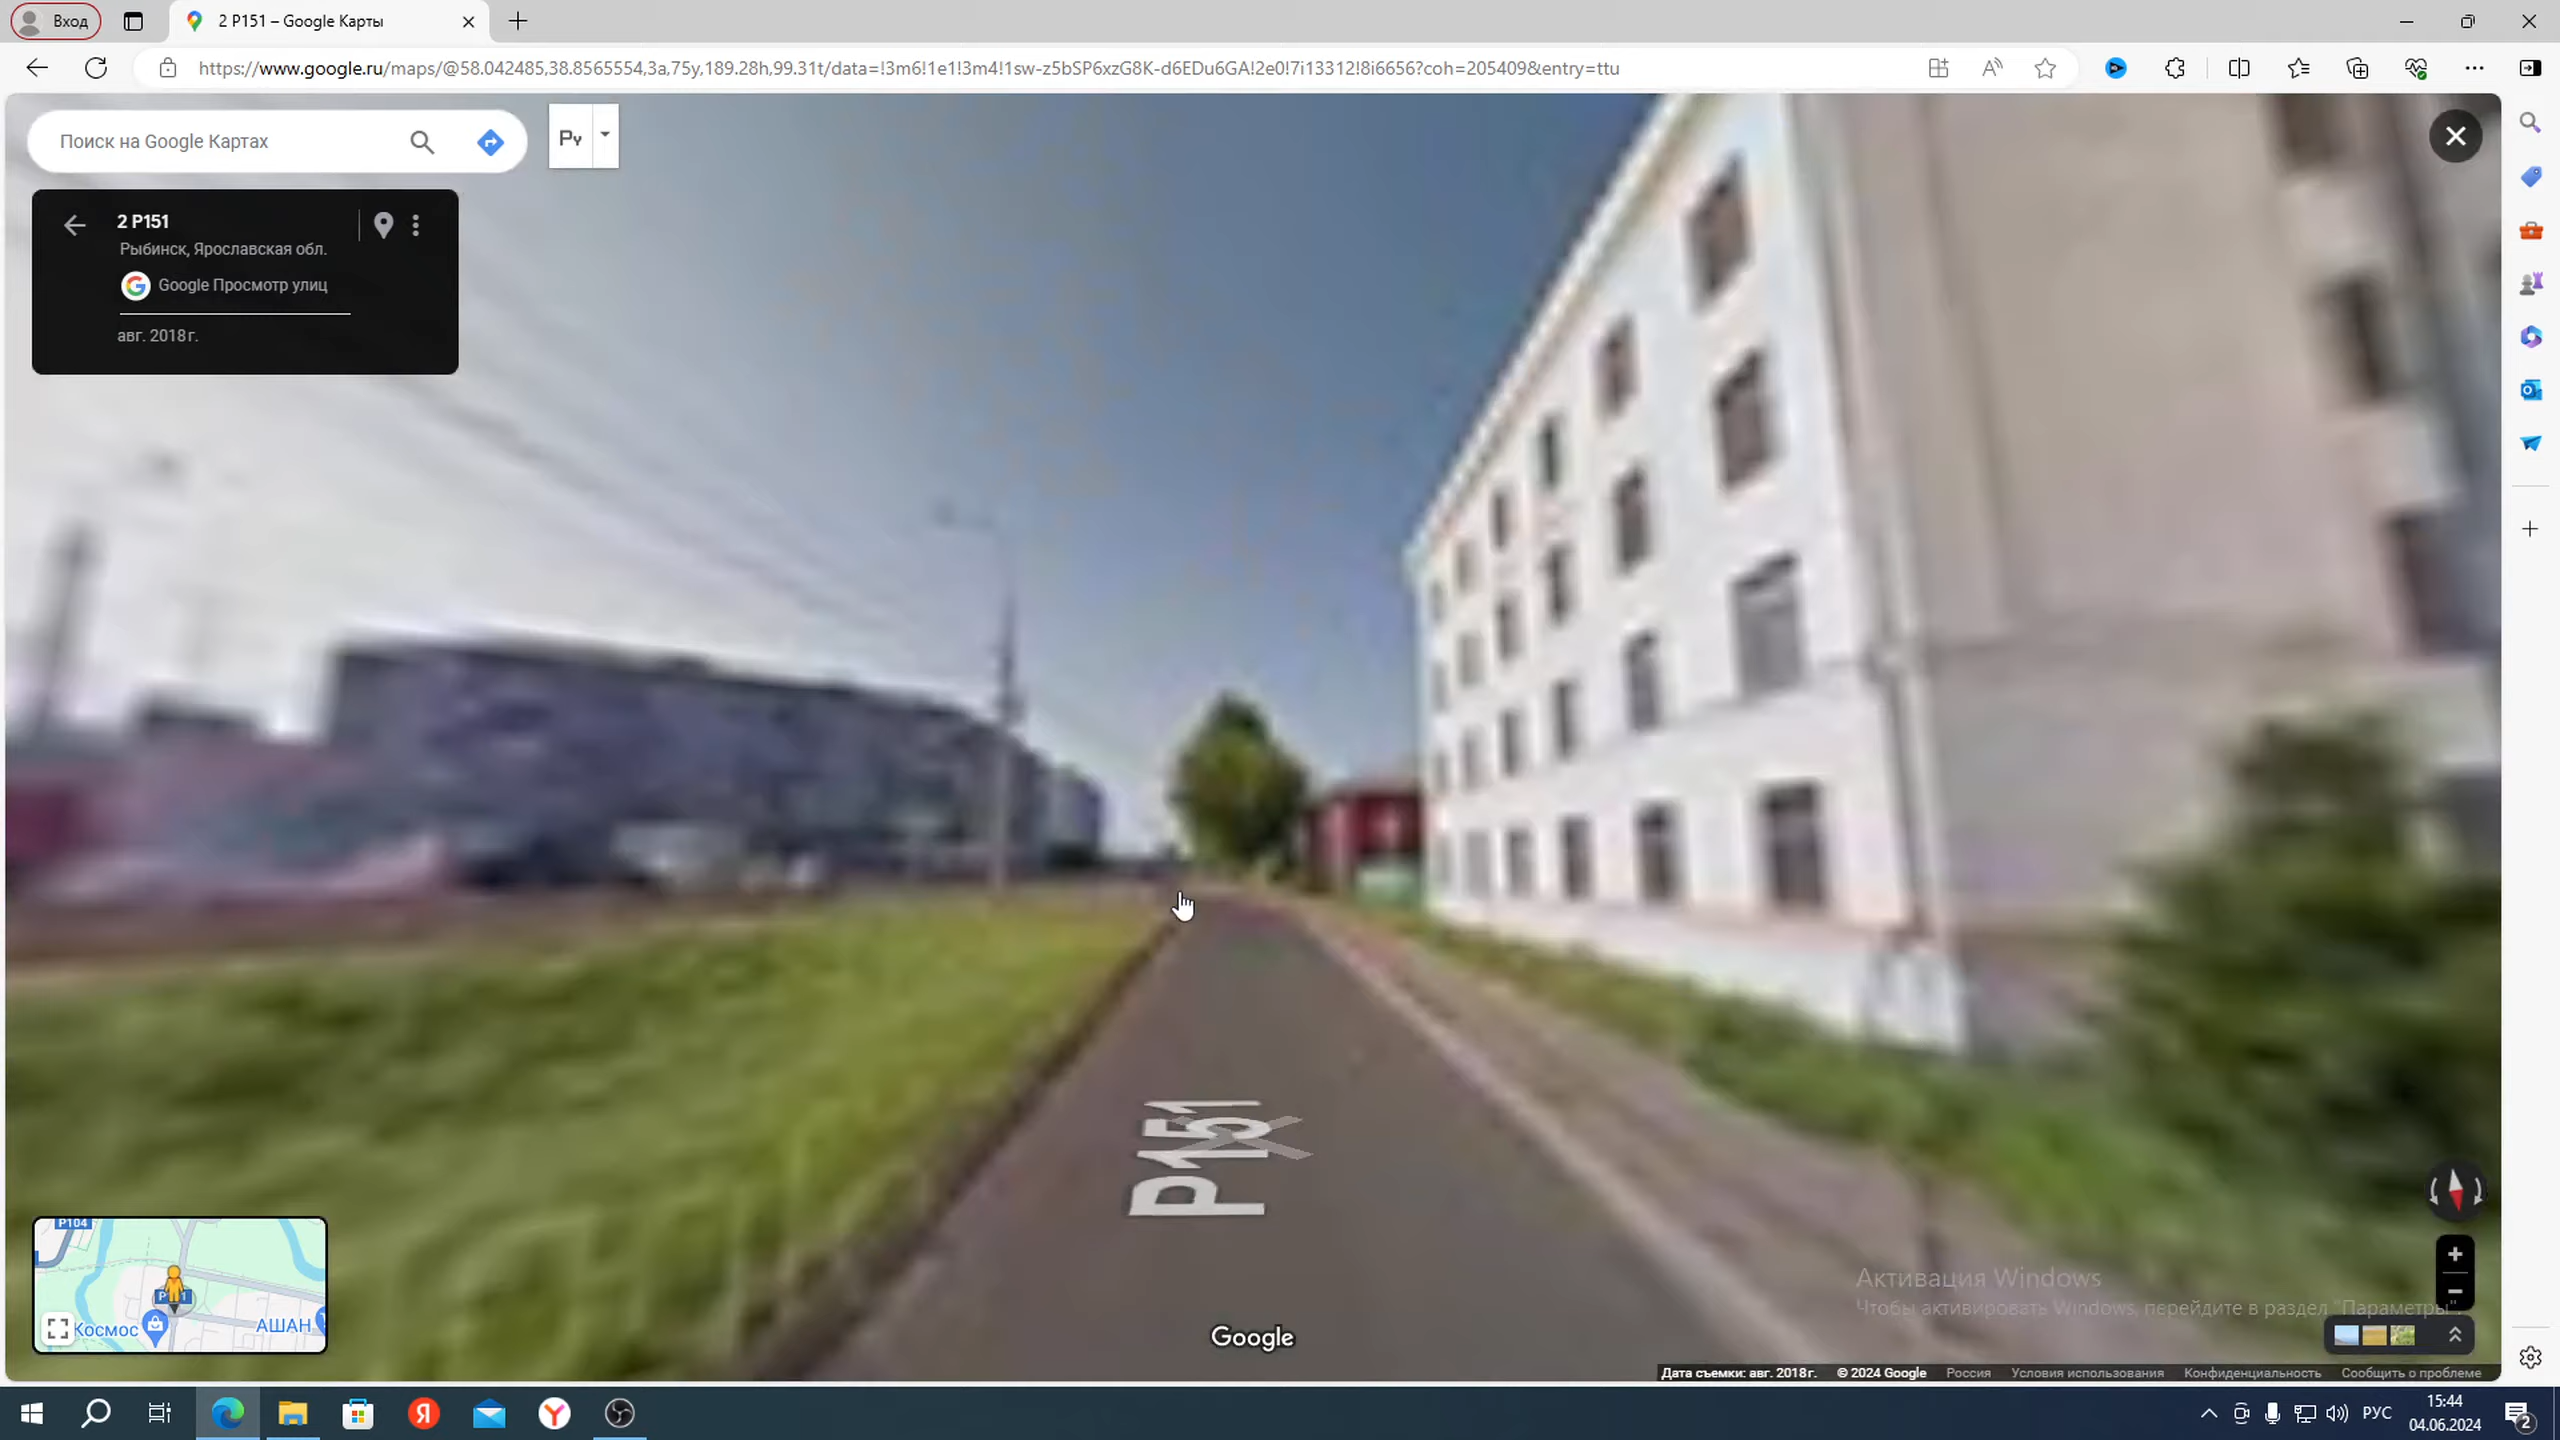 Вход
2 Р151 – Google Карты
https://www.google.ru/maps/@58.042485,38.8565554,3a,75y,189.28h,99.31t/data=!3m6!1e1!3m4!1sw-z5bSP6xzG8K-d6EDu6GA!2e0!7i13312!8i6656?coh=205409&entry=ttu
Поиск на Google Картах
Ру
2 Р151
Рыбинск, Ярославская обл.
Google Просмотр улиц
авг. 2018 г.
Р151
Р104
Космос
АШАН
Google
Активация Windows
Чтобы активировать Windows, перейдите в раздел "Параметры".
Дата съемки: авг. 2018 г. © 2024 Google Россия Условия использования Конфиденциальность Сообщить о проблеме
РУС
15:44
04.06.2024
2